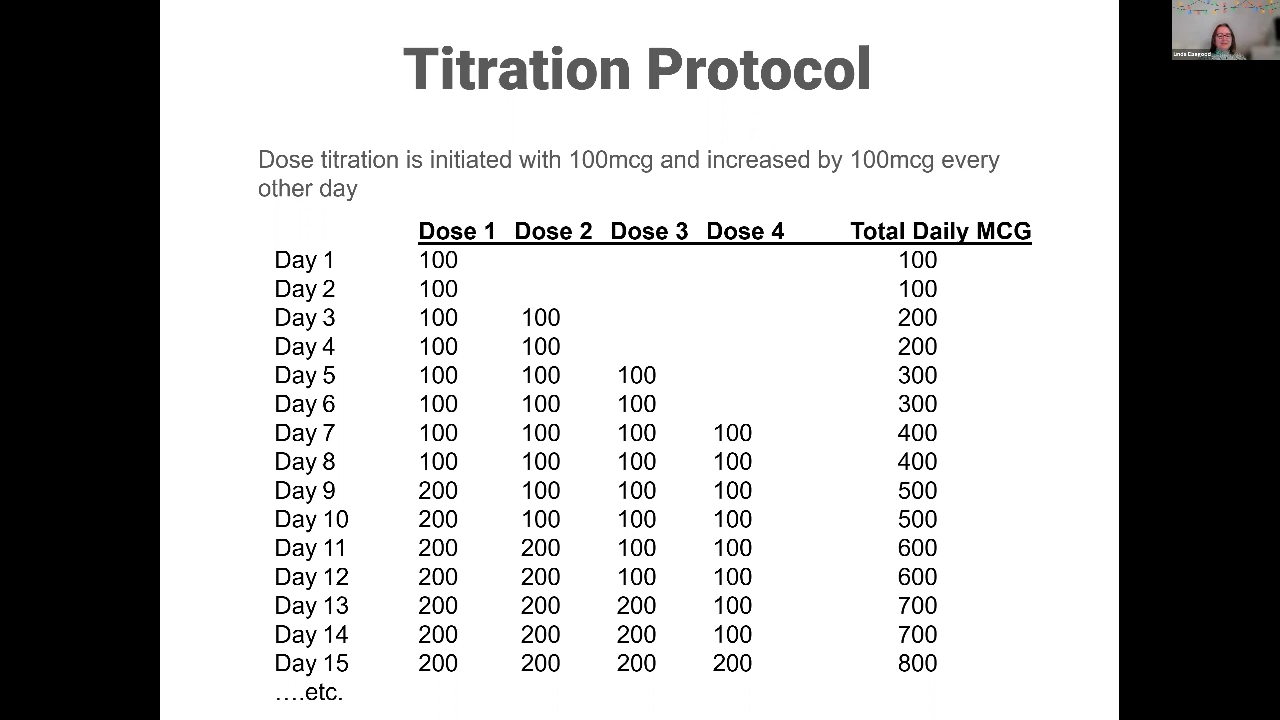 Titration Protocol
Linda Easgood
Dose titration is initiated with 100mcg and increased by 100mcg every
other day
Dose 1 Dose 2 Dose 3 Dose 4 Total Daily MCG
Day 1 100 100
Day 2 100 100
Day 3 100 100 200
Day 4 100 100 200
Day 5 100 100 100 300
Day 6 100 100 100 300
Day 7 100 100 100 100 400
Day 8 100 100 100 100 400
Day 9 200 100 100 100 500
Day 10 200 100 100 100 500
Day 11 200 200 100 100 600
Day 12 200 200 100 100 600
Day 13 200 200 200 100 700
Day 14 200 200 200 100 700
Day 15 200 200 200 200 800
....etc.